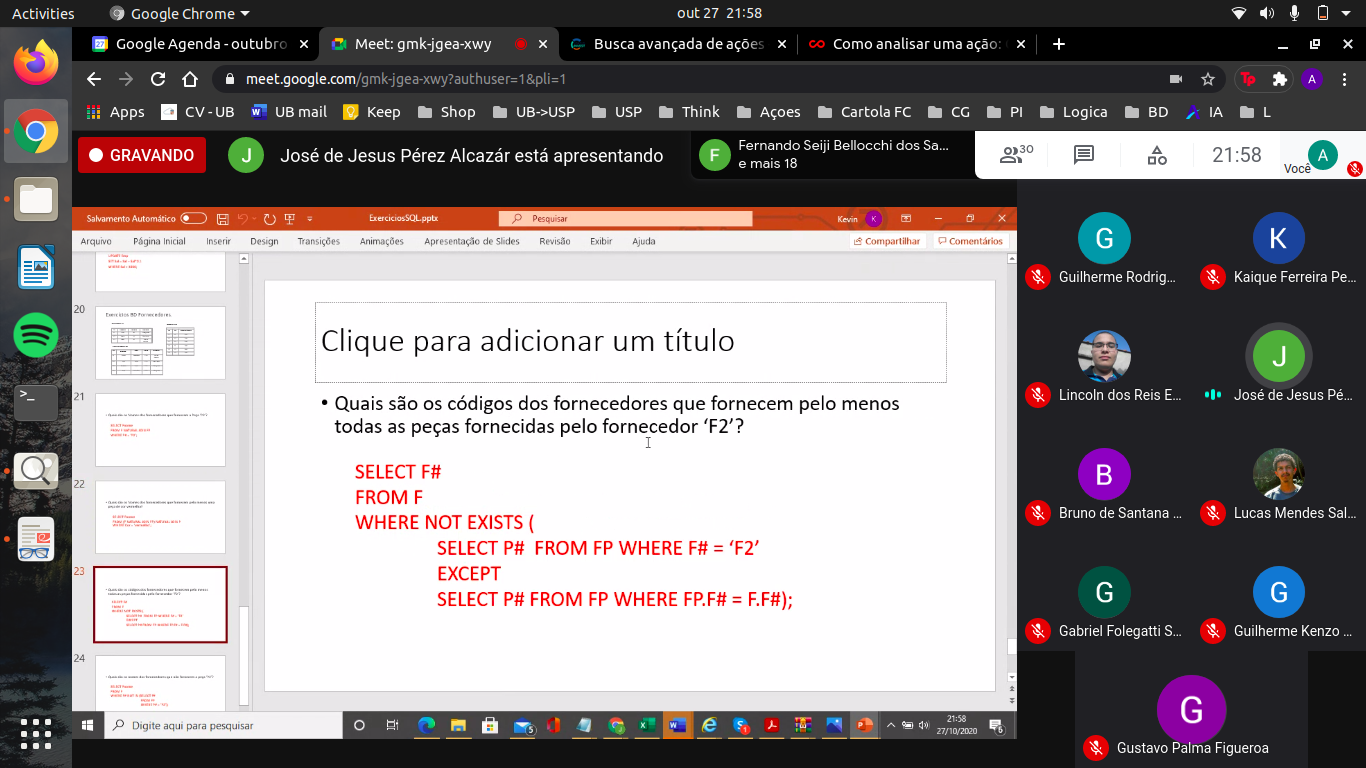 Activities
Google Chrome
out 27 21:58
Google Agenda - outubro
Meet: gmk-jgea-xwy
Busca avançada de ações
Como analisar uma ação:
meet.google.com/gmk-jgea-xwy?authuser=1&pli=1
Apps CV - UB UB mail Keep Shop UB->USP USP Think Açoes Cartola FC CG PI Logica BD IA L
GRAVANDO
J
José de Jesus Pérez Alcazár está apresentando
F
Fernando Seiji Bellocchi dos Sa...
e mais 18
30
21:58
Você
A
Salvamento Automático
ExerciciosSQL.pptx
Pesquisar
Kevin
K
Arquivo Página Inicial Inserir Design Transições Animações Apresentação de Slides Revisão Exibir Ajuda
Compartilhar
Comentários
20
Exercícios BD Fornecedores
21
22
23
24
Clique para adicionar um título
• Quais são os códigos dos fornecedores que fornecem pelo menos
todas as peças fornecidas pelo fornecedor ‘F2’?
SELECT F#
FROM F
WHERE NOT EXISTS (
SELECT P# FROM FP WHERE F# = ‘F2’
EXCEPT
SELECT P# FROM FP WHERE FP.F# = F.F#);
G
Guilherme Rodrig...
K
Kaique Ferreira Pe...
Lincoln dos Reis E...
J
José de Jesus Pé...
B
Bruno de Santana ...
Lucas Mendes Sal...
G
Gabriel Folegatti S...
G
Guilherme Kenzo ...
G
Gustavo Palma Figueroa
Digite aqui para pesquisar
21:58
27/10/2020